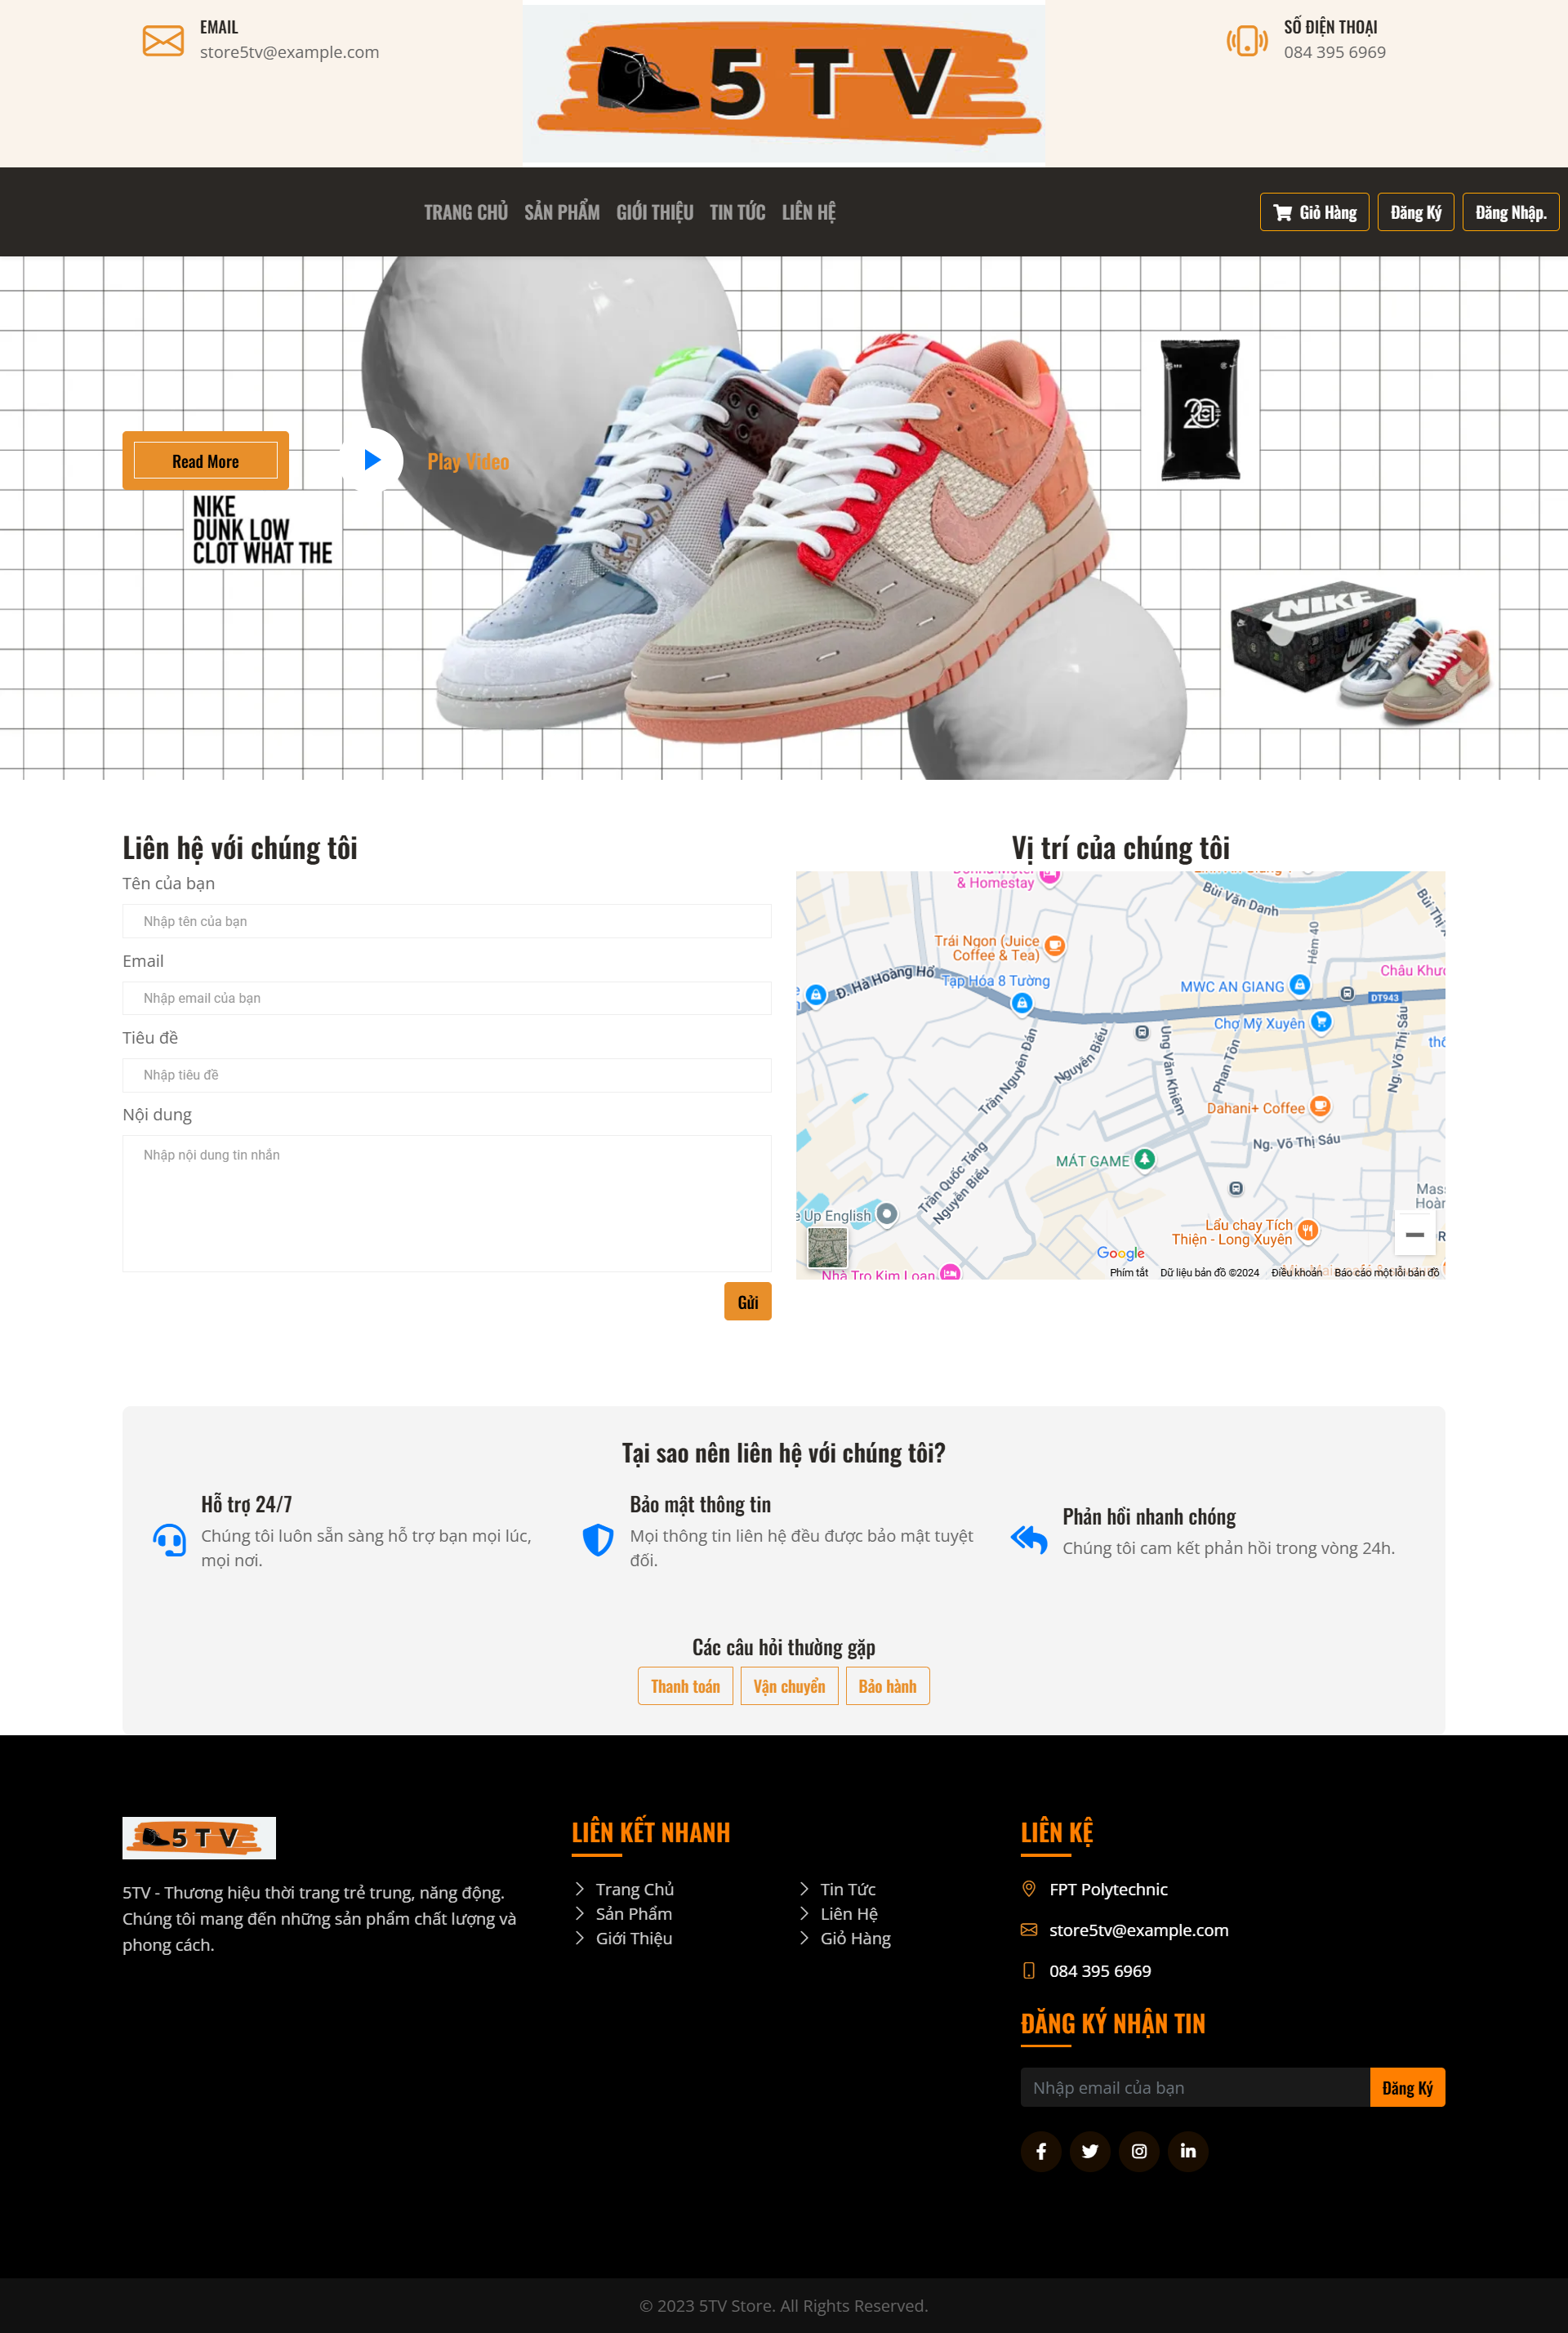 EMAIL
store5tv@example.com
5 T V
SỐ ĐIỆN THOẠI
084 395 6969
TRANG CHỦ SẢN PHẨM GIỚI THIỆU TIN TỨC LIÊN HỆ
Giỏ Hàng Đăng Ký Đăng Nhập.
Read More
Play Video
NIKE
DUNK LOW
CLOT WHAT THE
NIKE
Liên hệ với chúng tôi
Tên của bạn
Nhập tên của bạn
Email
Nhập email của bạn
Tiêu đề
Nhập tiêu đề
Nội dung
Nhập nội dung tin nhắn
Gửi
Vị trí của chúng tôi
& Homestay
Bùi Văn Danh
Trái Ngon (Juice
Coffee & Tea)
Hẻm 40
Đ. Hà Hoàng Hổ
Tạp Hóa 8 Tường
MWC AN GIANG
DT943
Chợ Mỹ Xuyên
Trần Nguyên Đán
Nguyễn Biểu
Ung Văn Khiêm
Phan Tôn
Ng. Võ Thị Sáu
Dahani+ Coffee
Ng. Võ Thị Sáu
MÁT GAME
Trần Quốc Tảng
Nguyễn Biểu
Up English
Lẩu chay Tích
Thiện - Long Xuyên
Nhà Trọ Kim Loan
Google
Phím tắt Dữ liệu bản đồ ©2024 Điều khoản Báo cáo một lỗi bản đồ
Tại sao nên liên hệ với chúng tôi?
Hỗ trợ 24/7
Chúng tôi luôn sẵn sàng hỗ trợ bạn mọi lúc,
mọi nơi.
Bảo mật thông tin
Mọi thông tin liên hệ đều được bảo mật tuyệt
đối.
Phản hồi nhanh chóng
Chúng tôi cam kết phản hồi trong vòng 24h.
Các câu hỏi thường gặp
Thanh toán Vận chuyển Bảo hành
5 T V
5TV - Thương hiệu thời trang trẻ trung, năng động.
Chúng tôi mang đến những sản phẩm chất lượng và
phong cách.
LIÊN KẾT NHANH
Trang Chủ
Sản Phẩm
Giới Thiệu
Tin Tức
Liên Hệ
Giỏ Hàng
LIÊN KỆ
FPT Polytechnic
store5tv@example.com
084 395 6969
ĐĂNG KÝ NHẬN TIN
Nhập email của bạn
Đăng Ký
© 2023 5TV Store. All Rights Reserved.